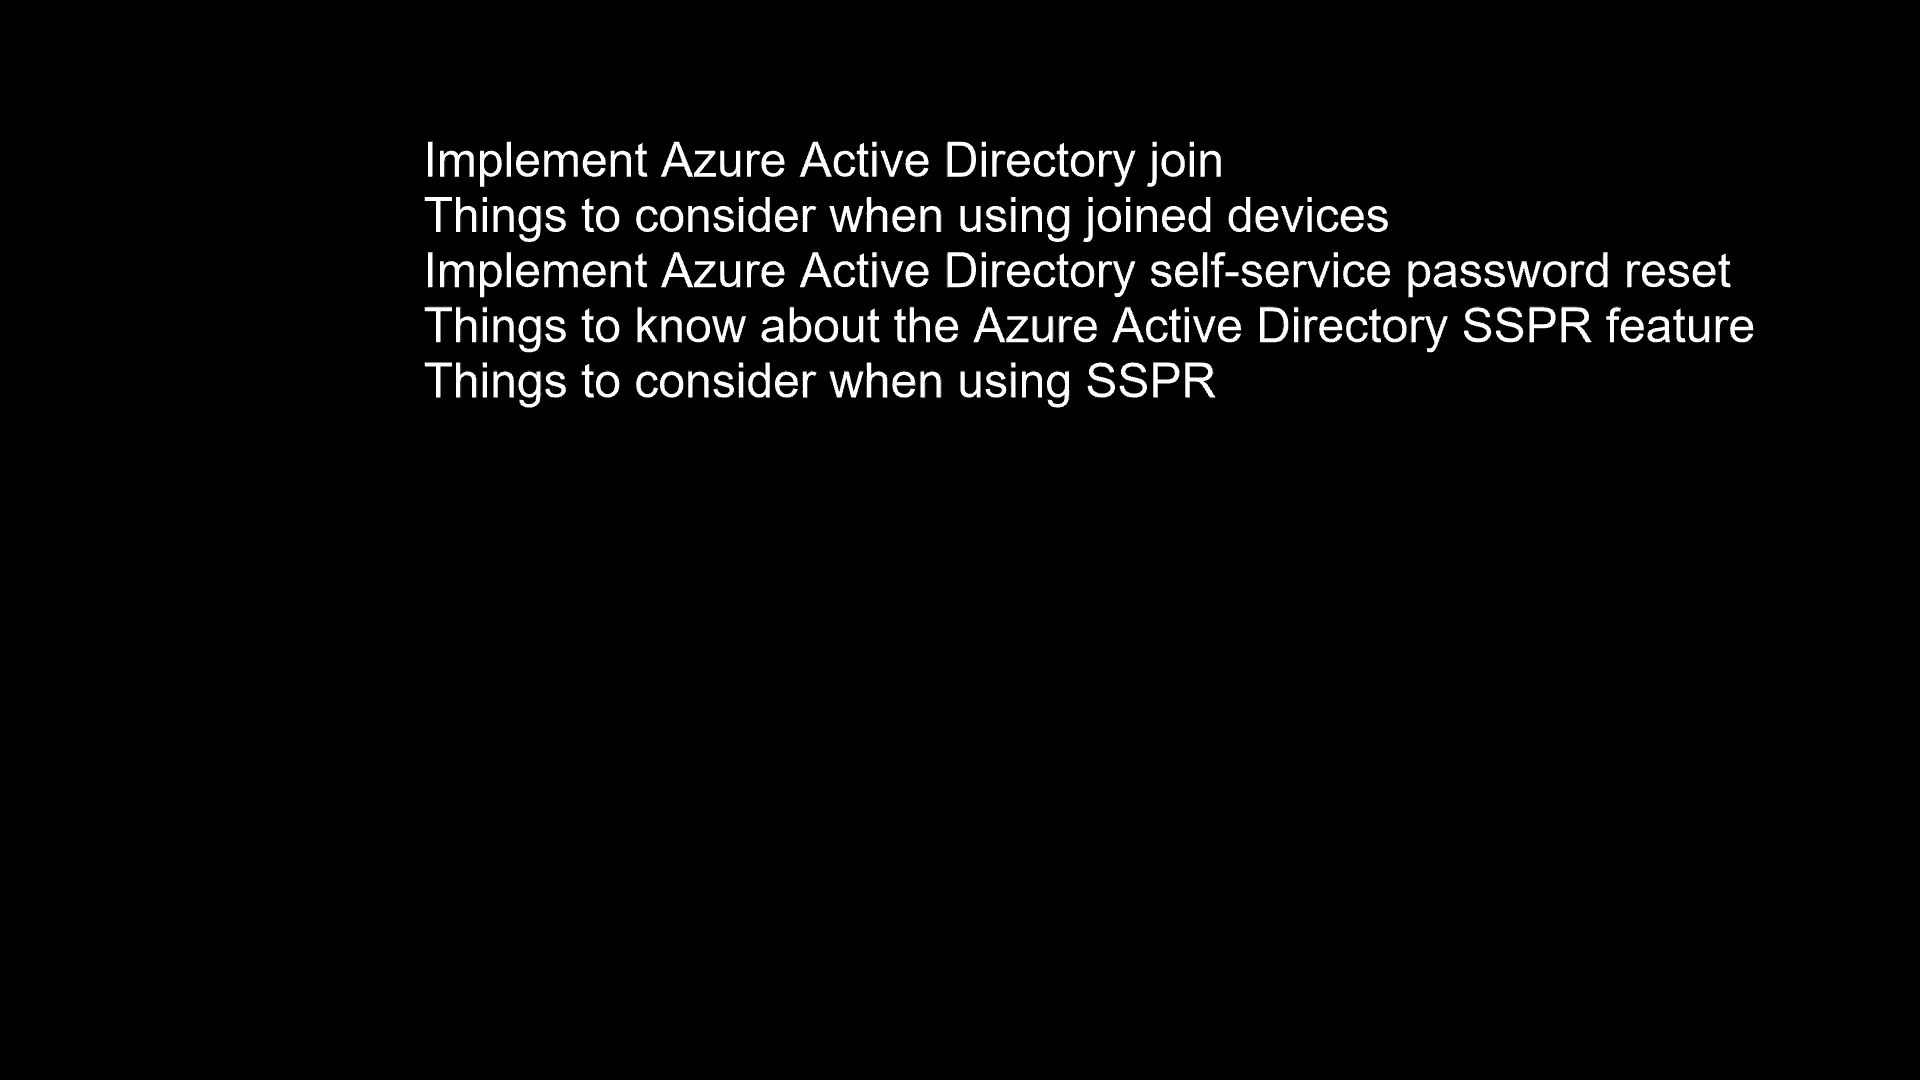 Implement Azure Active Directory join
Things to consider when using joined devices
Implement Azure Active Directory self-service password reset
Things to know about the Azure Active Directory SSPR feature
Things to consider when using SSPR